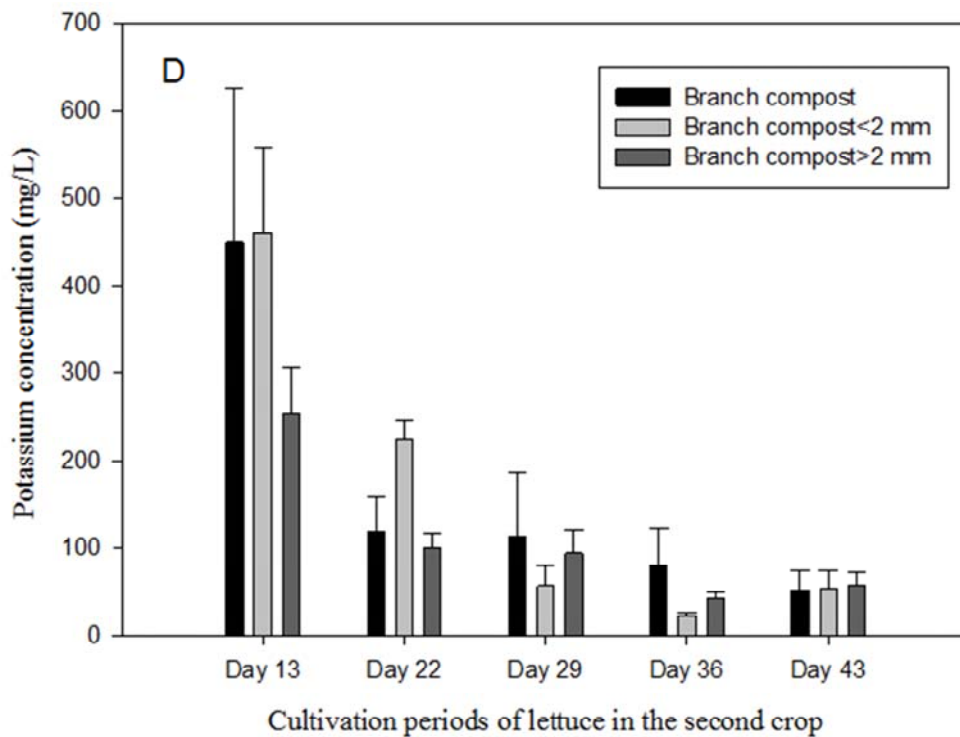 700
D
Branch compost
Branch compost<2 mm
Branch compost>2 mm
600
500
400
300
200
100
0
Potassium concentration (mg/L)
Day 13 Day 22 Day 29 Day 36 Day 43
Cultivation periods of lettuce in the second crop